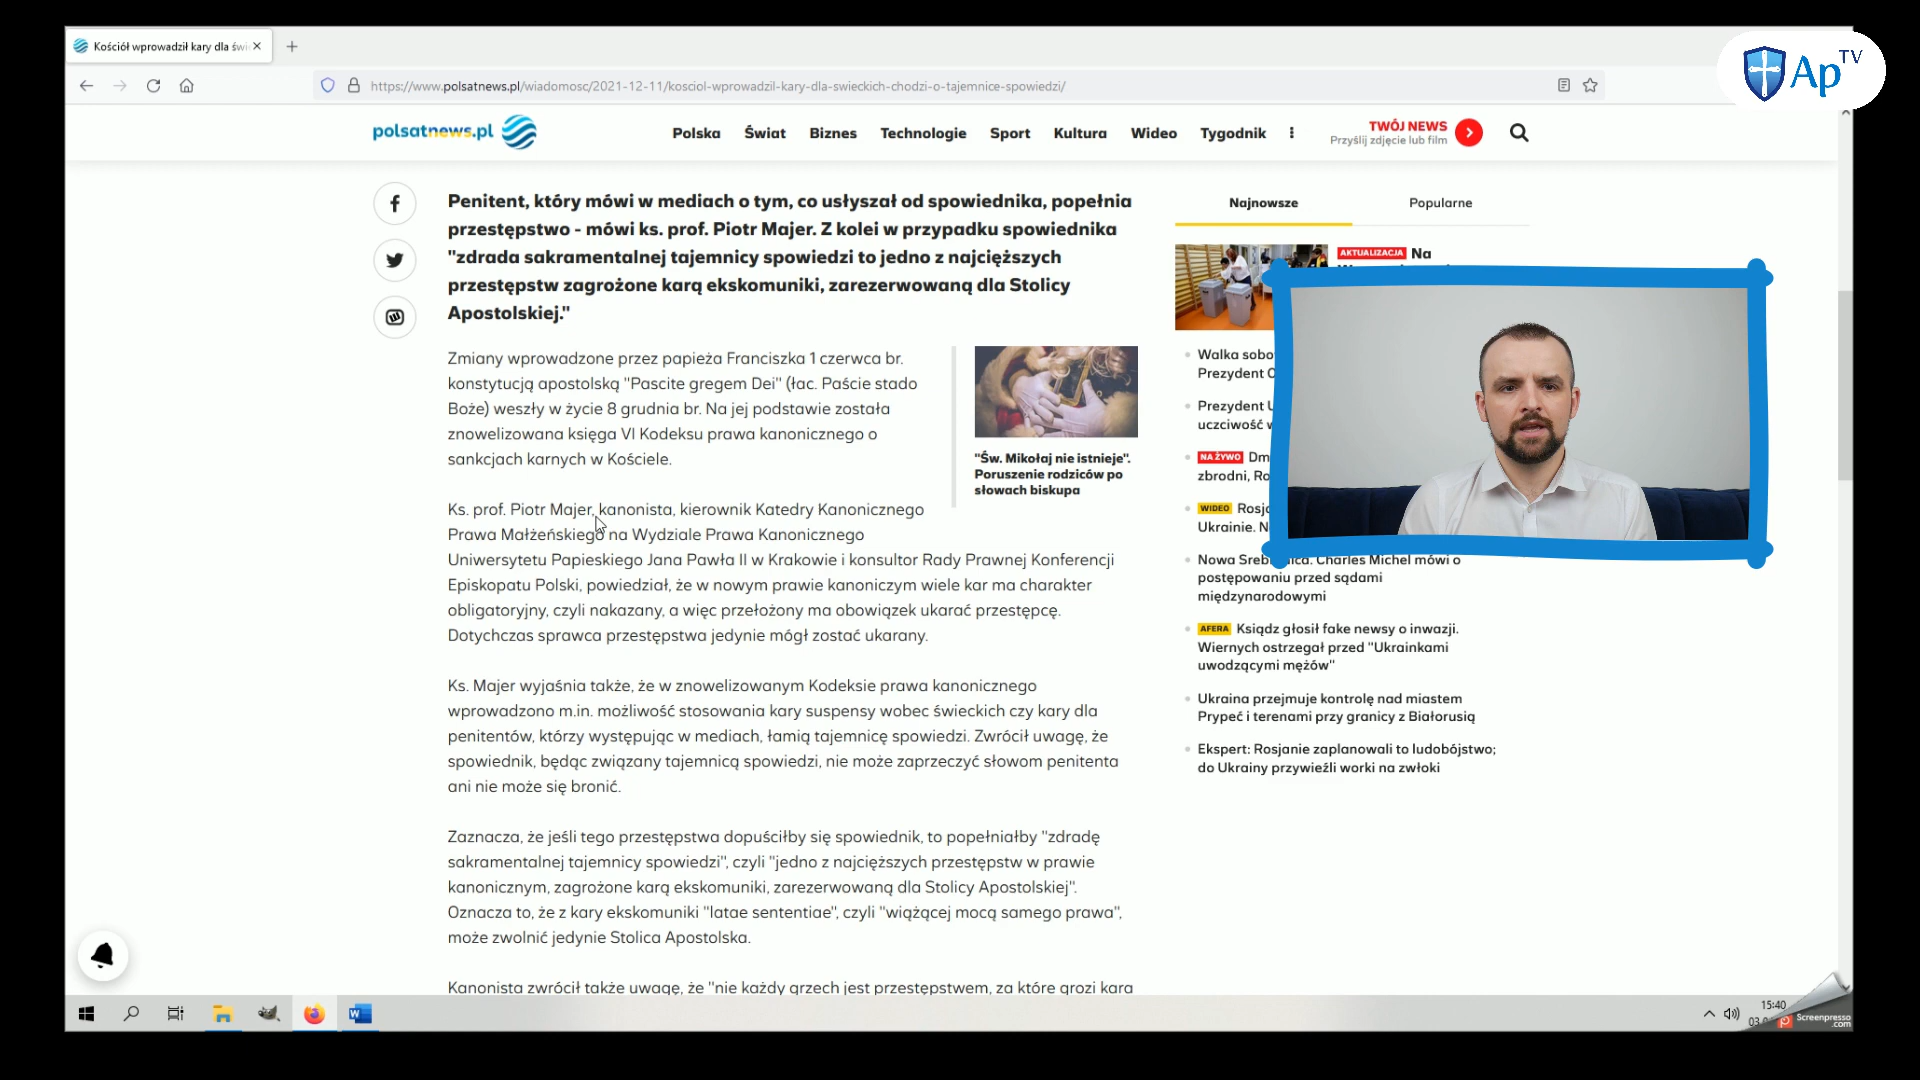 Kościół wprowadził kary dla świ
Ap TV
https://www.polsatnews.pl/wiadomosc/2021-12-11/kosciol-wprowadzil-kary-dla-swieckich-chodzi-o-tajemnice-spowiedzi/
polsatnews.pl
Polska Świat Biznes Technologie Sport Kultura Wideo Tygodnik
TWÓJ NEWS
Przyślij zdjęcie lub film
Penitent, który mówi w mediach o tym, co usłyszał od spowiednika, popełnia
przestępstwo - mówi ks. prof. Piotr Majer. Z kolei w przypadku spowiednika
"zdrada sakramentalnej tajemnicy spowiedzi to jedno z najcięższych
przestępstw zagrożone karą ekskomuniki, zarezerwowaną dla Stolicy
Apostolskiej."
Zmiany wprowadzone przez papieża Franciszka 1 czerwca br.
konstytucją apostolską "Pascite gregem Dei" (łac. Paście stado
Boże) weszły w życie 8 grudnia br. Na jej podstawie została
znowelizowana księga VI Kodeksu prawa kanonicznego o
sankcjach karnych w Kościele.
"Św. Mikołaj nie istnieje".
Poruszenie rodziców po
słowach biskupa
Ks. prof. Piotr Majer, kanonista, kierownik Katedry Kanonicznego
Prawa Małżeńskiego na Wydziale Prawa Kanonicznego
Uniwersytetu Papieskiego Jana Pawła II w Krakowie i konsultor Rady Prawnej Konferencji
Episkopatu Polski, powiedział, że w nowym prawie kanoniczym wiele kar ma charakter
obligatoryjny, czyli nakazany, a więc przełożony ma obowiązek ukarać przestępcę.
Dotychczas sprawca przestępstwa jedynie mógł zostać ukarany.
Ks. Majer wyjaśnia także, że w znowelizowanym Kodeksie prawa kanonicznego
wprowadzono m.in. możliwość stosowania kary suspensy wobec świeckich czy kary dla
penitentów, którzy występując w mediach, łamią tajemnicę spowiedzi. Zwrócił uwagę, że
spowiednik, będąc związany tajemnicą spowiedzi, nie może zaprzeczyć słowom penitenta
ani nie może się bronić.
Zaznacza, że jeśli tego przestępstwa dopuściłby się spowiednik, to popełniałby "zdradę
sakramentalnej tajemnicy spowiedzi", czyli "jedno z najcięższych przestępstw w prawie
kanonicznym, zagrożone karą ekskomuniki, zarezerwowaną dla Stolicy Apostolskiej".
Oznacza to, że z kary ekskomuniki "latae sententiae", czyli "wiążącej mocą samego prawa",
może zwolnić jedynie Stolica Apostolska.
Kanonista zwrócił także uwagę, że "nie każdy grzech jest przestępstwem, za które grozi kara
Najnowsze Popularne
AKTUALIZACJA Na
Walka sobo
Prezydent
Prezydent U
uczciwość
NA ŻYWO Dm
zbrodni, Ro
WIDEO Rosj
Ukrainie. N
Nowa Charles Michel mówi o
postępowaniu przed sądami
międzynarodowymi
AFERA Ksiądz głosił fake newsy o inwazji.
Wiernych ostrzegał przed "Ukrainkami
uwodzącymi mężów"
Ukraina przejmuje kontrolę nad miastem
Prypeć i terenami przy granicy z Białorusią
Ekspert: Rosjanie zaplanowali to ludobójstwo;
do Ukrainy przywieźli worki na zwłoki
15:40
03.
Screenpresso
.com